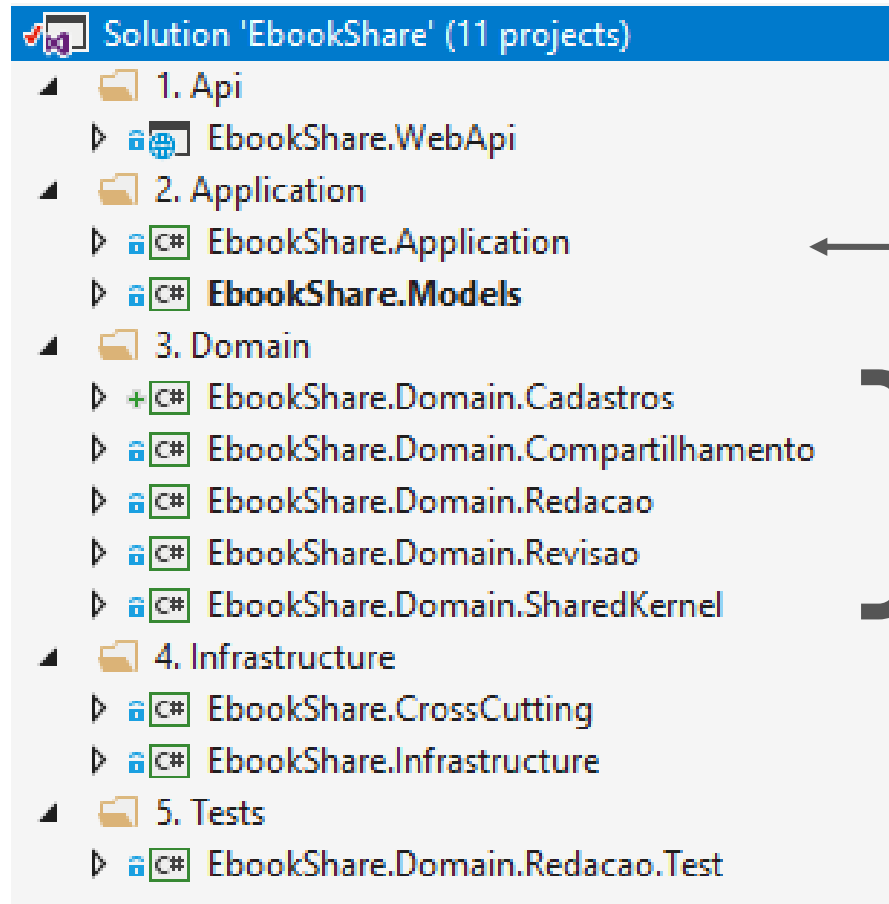 Solution 'EbookShare' (11 projects)
1. Api
EbookShare.WebApi
2. Application
C# EbookShare.Application
C# EbookShare.Models
3. Domain
C# EbookShare.Domain.Cadastros
C# EbookShare.Domain.Compartilhamento
C# EbookShare.Domain.Redacao
C# EbookShare.Domain.Revisao
C# EbookShare.Domain.SharedKernel
4. Infrastructure
C# EbookShare.CrossCutting
C# EbookShare.Infrastructure
5. Tests
C# EbookShare.Domain.Redacao.Test